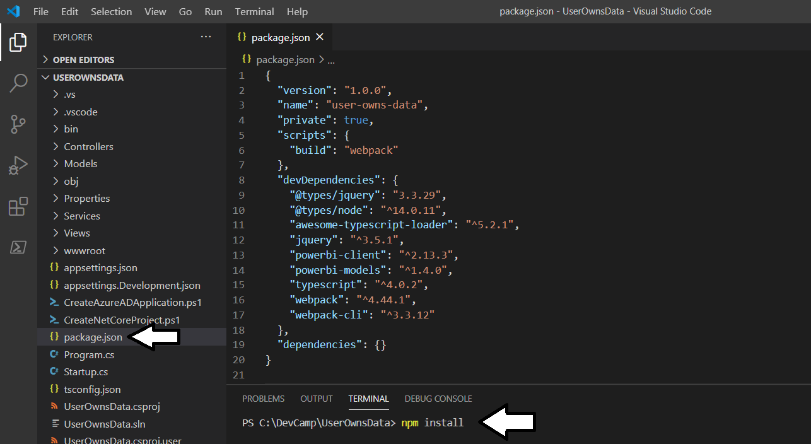 File Edit Selection View Go Run Terminal Help package.json - UserOwnsData - Visual Studio Code
EXPLORER ...
OPEN EDITORS
USEROWNSDATA
.vs
.vscode
bin
Controllers
Models
obj
Properties
Services
Views
wwwroot
{} appsettings.json
{} appsettings.Development.json
CreateAzureADApplication.ps1
CreateNetCoreProject.ps1
{} package.json
C# Program.cs
C# Startup.cs
{} tsconfig.json
UserOwnsData.csproj
UserOwnsData.sln
UserOwnsData.csproj.user
{} package.json ×
{} package.json > ...
1 {
2 "version": "1.0.0",
3 "name": "user-owns-data",
4 "private": true,
5 "scripts": {
6 "build": "webpack"
7 },
8 "devDependencies": {
9 "@types/jquery": "3.3.29",
10 "@types/node": "^14.0.11",
11 "awesome-typescript-loader": "^5.2.1",
12 "jquery": "^3.5.1",
13 "powerbi-client": "^2.13.3",
14 "powerbi-models": "^1.4.0",
15 "typescript": "^4.0.2",
16 "webpack": "^4.44.1",
17 "webpack-cli": "^3.3.12"
18 },
19 "dependencies": {}
20 }
21
PROBLEMS OUTPUT TERMINAL DEBUG CONSOLE
PS C:\DevCamp\UserOwnsData> npm install